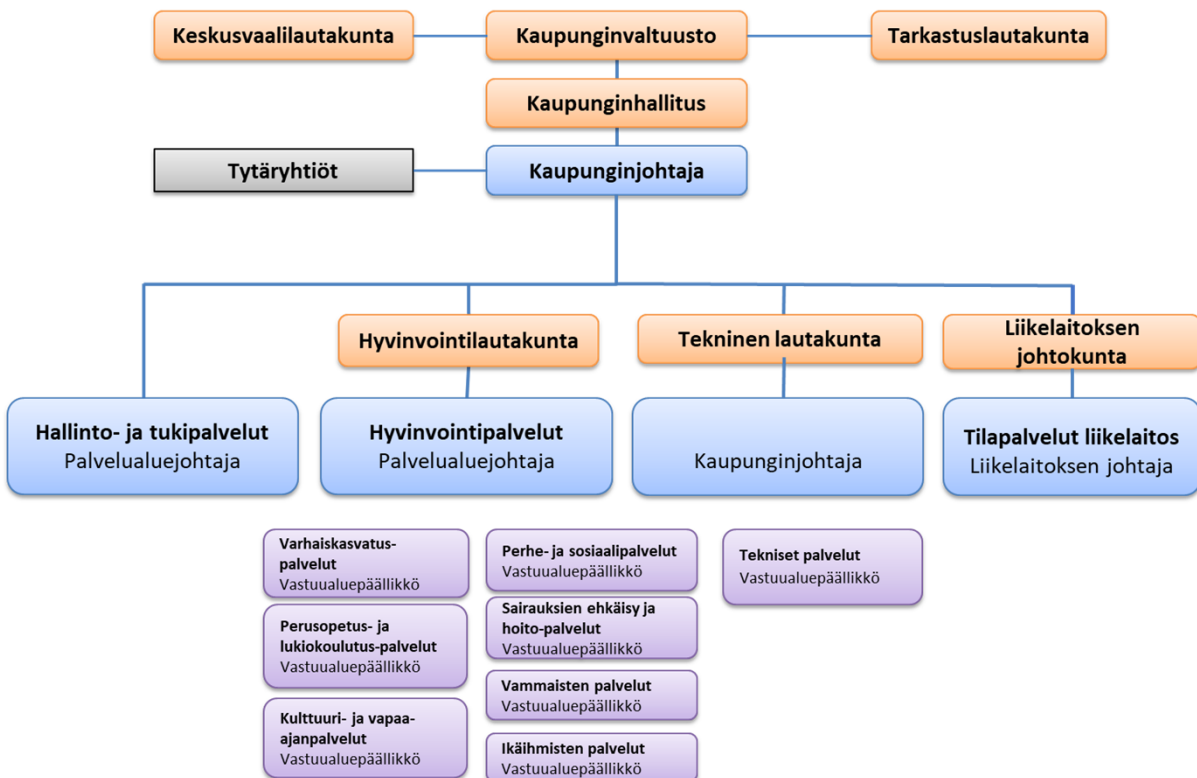 Keskusvaalilautakunta
Kaupunginvaltuusto
Tarkastuslautakunta
Kaupunginhallitus
Tytäryhtiöt
Kaupunginjohtaja
Hyvinvointilautakunta
Tekninen lautakunta
Liikelaitoksen
johtokunta
Hallinto- ja tukipalvelut
Palvelualuejohtaja
Hyvinvointipalvelut
Palvelualuejohtaja
Kaupunginjohtaja
Tilapalvelut liikelaitos
Liikelaitoksen johtaja
Varhaiskasvatus-
palvelut
Vastuualuepäällikkö
Perusopetus- ja
lukiokoulutus-palvelut
Vastuualuepäällikkö
Kulttuuri- ja vapaa-
ajanpalvelut
Vastuualuepäällikkö
Perhe- ja sosiaalipalvelut
Vastuualuepäällikkö
Sairauksien ehkäisy ja
hoito-palvelut
Vastuualuepäällikkö
Vammaisten palvelut
Vastuualuepäällikkö
Ikäihmisten palvelut
Vastuualuepäällikkö
Tekniset palvelut
Vastuualuepäällikkö